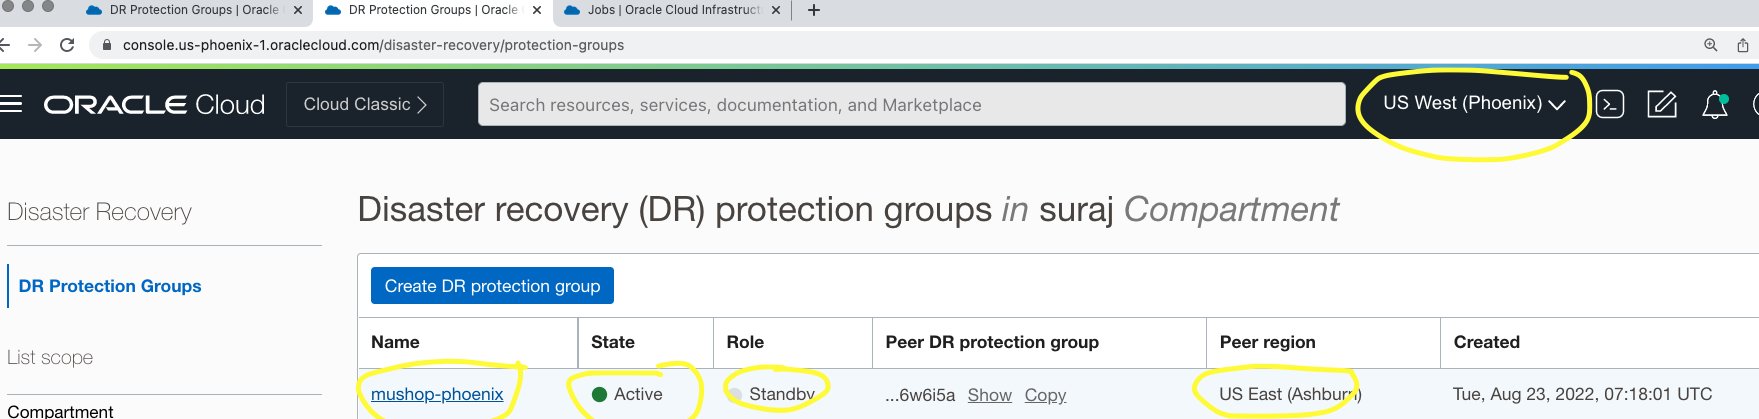 DR Protection Groups | Oracle
DR Protection Groups | Oracle
Jobs | Oracle Cloud Infrastruct
console.us-phoenix-1.oraclecloud.com/disaster-recovery/protection-groups
ORACLE Cloud
Cloud Classic
Search resources, services, documentation, and Marketplace
US West (Phoenix)
Disaster Recovery
DR Protection Groups
List scope
Compartment
Disaster recovery (DR) protection groups in suraj Compartment
Create DR protection group
Name State Role Peer DR protection group Peer region Created
mushop-phoenix Active Standby ...6w6i5a Show Copy US East (Ashburn) Tue, Aug 23, 2022, 07:18:01 UTC